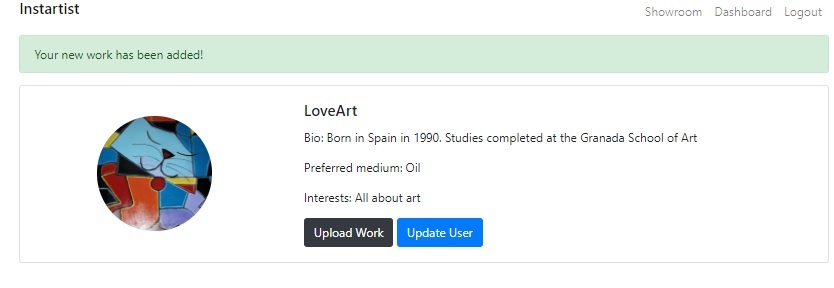 Instartist
Showroom Dashboard Logout
Your new work has been added!
LoveArt
Bio: Born in Spain in 1990. Studies completed at the Granada School of Art
Preferred medium: Oil
Interests: All about art
Upload Work Update User